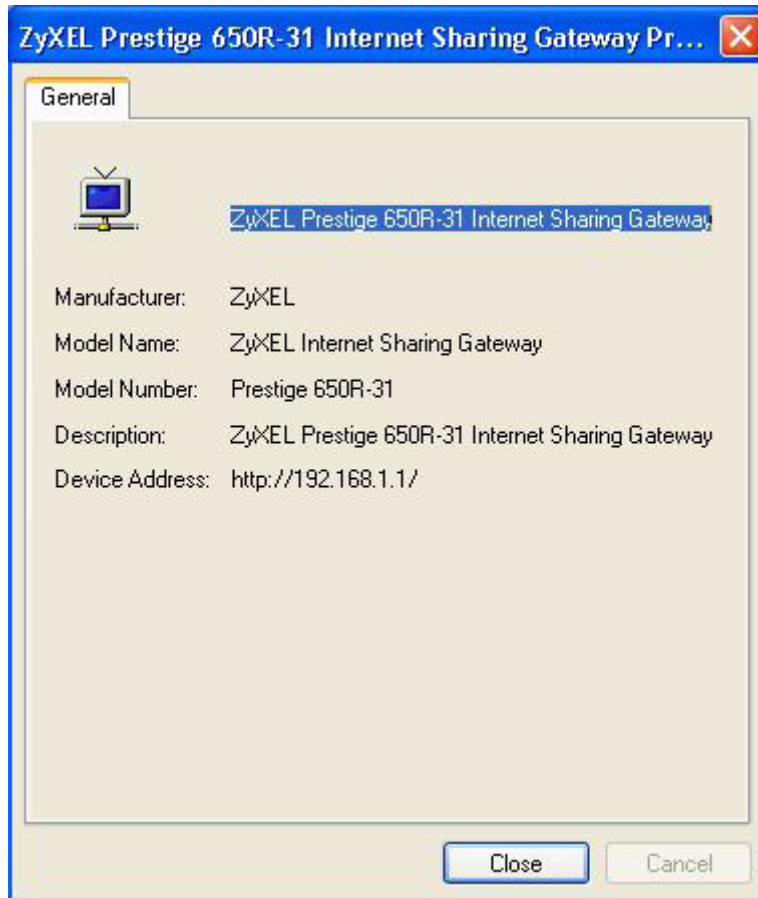 ZyXEL Prestige 650R-31 Internet Sharing Gateway Pr...
General
ZyXEL Prestige 650R-31 Internet Sharing Gateway
Manufacturer: ZyXEL
Model Name: ZyXEL Internet Sharing Gateway
Model Number: Prestige 650R-31
Description: ZyXEL Prestige 650R-31 Internet Sharing Gateway
Device Address: http://192.168.1.1/
Close Cancel